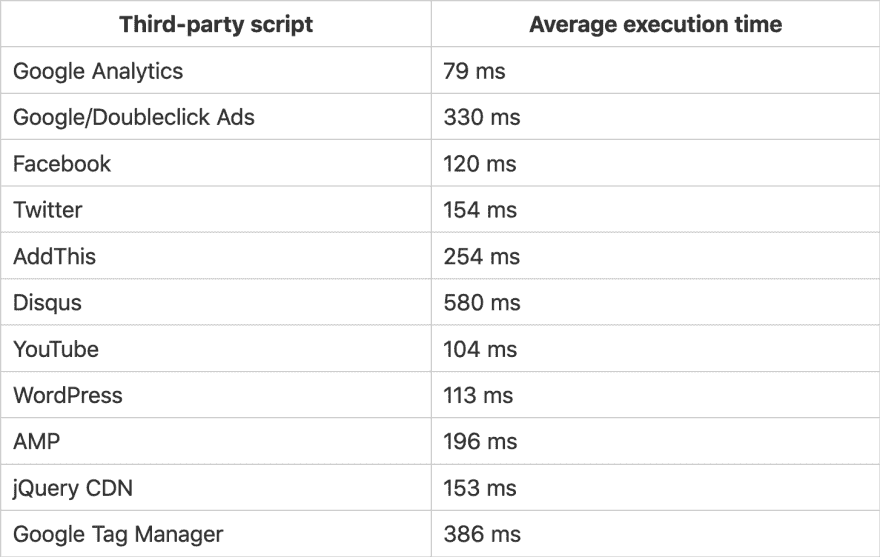 Third-party script Average execution time
Google Analytics 79 ms
Google/Doubleclick Ads 330 ms
Facebook 120 ms
Twitter 154 ms
AddThis 254 ms
Disqus 580 ms
YouTube 104 ms
WordPress 113 ms
AMP 196 ms
jQuery CDN 153 ms
Google Tag Manager 386 ms